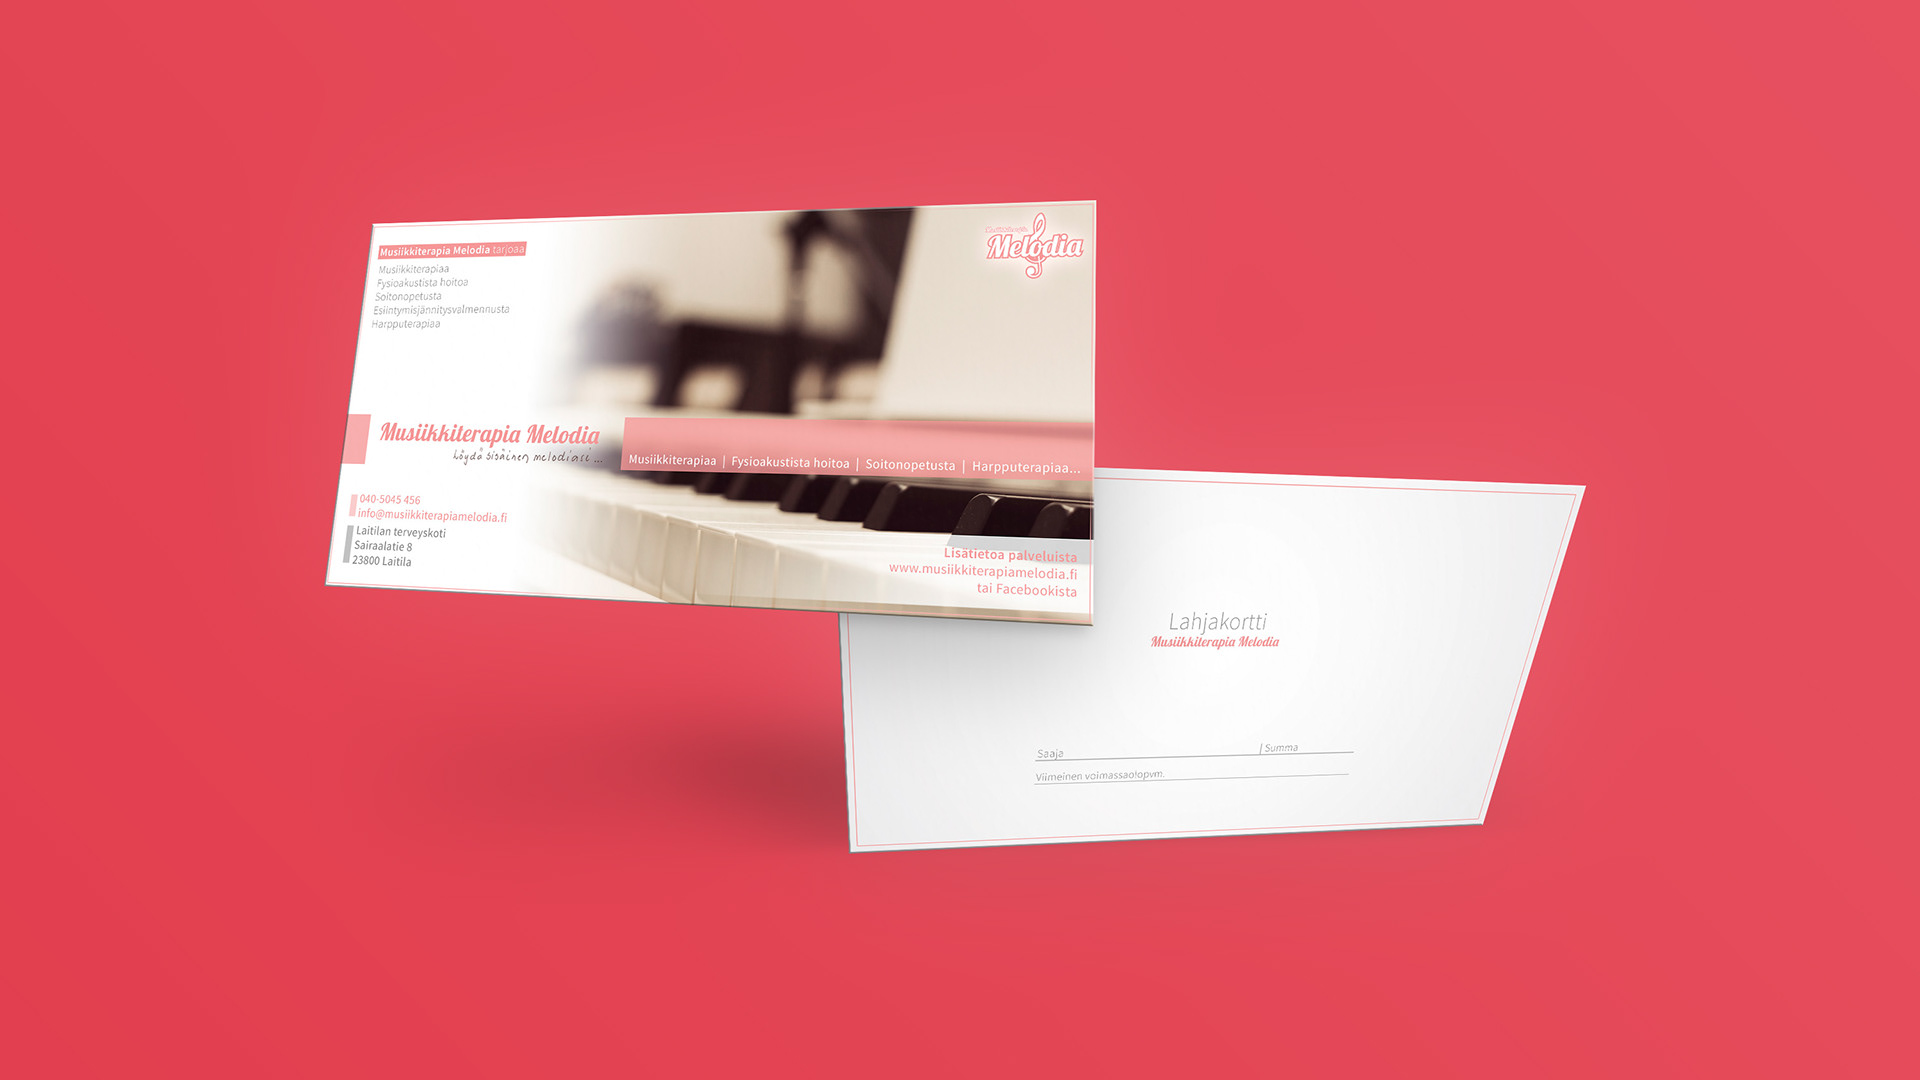 Musiikkiterapia Melodia tarjoaa
Musiikkiterapiaa
Fysioakustista hoitoa
Soitonopetusta
Esiintymisjännitysvalmennusta
Harpputerapiaa
Musiikkiterapia
Melodia
Musiikkiterapia Melodia
Löydä sisäinen melodiasi ...
Musiikkiterapiaa | Fysioakustista hoitoa | Soitonopetusta | Harpputerapiaa...
040-5045 456
info@musiikkiterapiamelodia.fi
Laitilan terveyskoti
Sairaalatie 8
23800 Laitila
Lisätietoa palveluista
www.musiikkiterapiamelodia.fi
tai Facebookista
Lahjakortti
Musiikkiterapia Melodia
Saaja | Summa
Viimeinen voimassaolopvm.